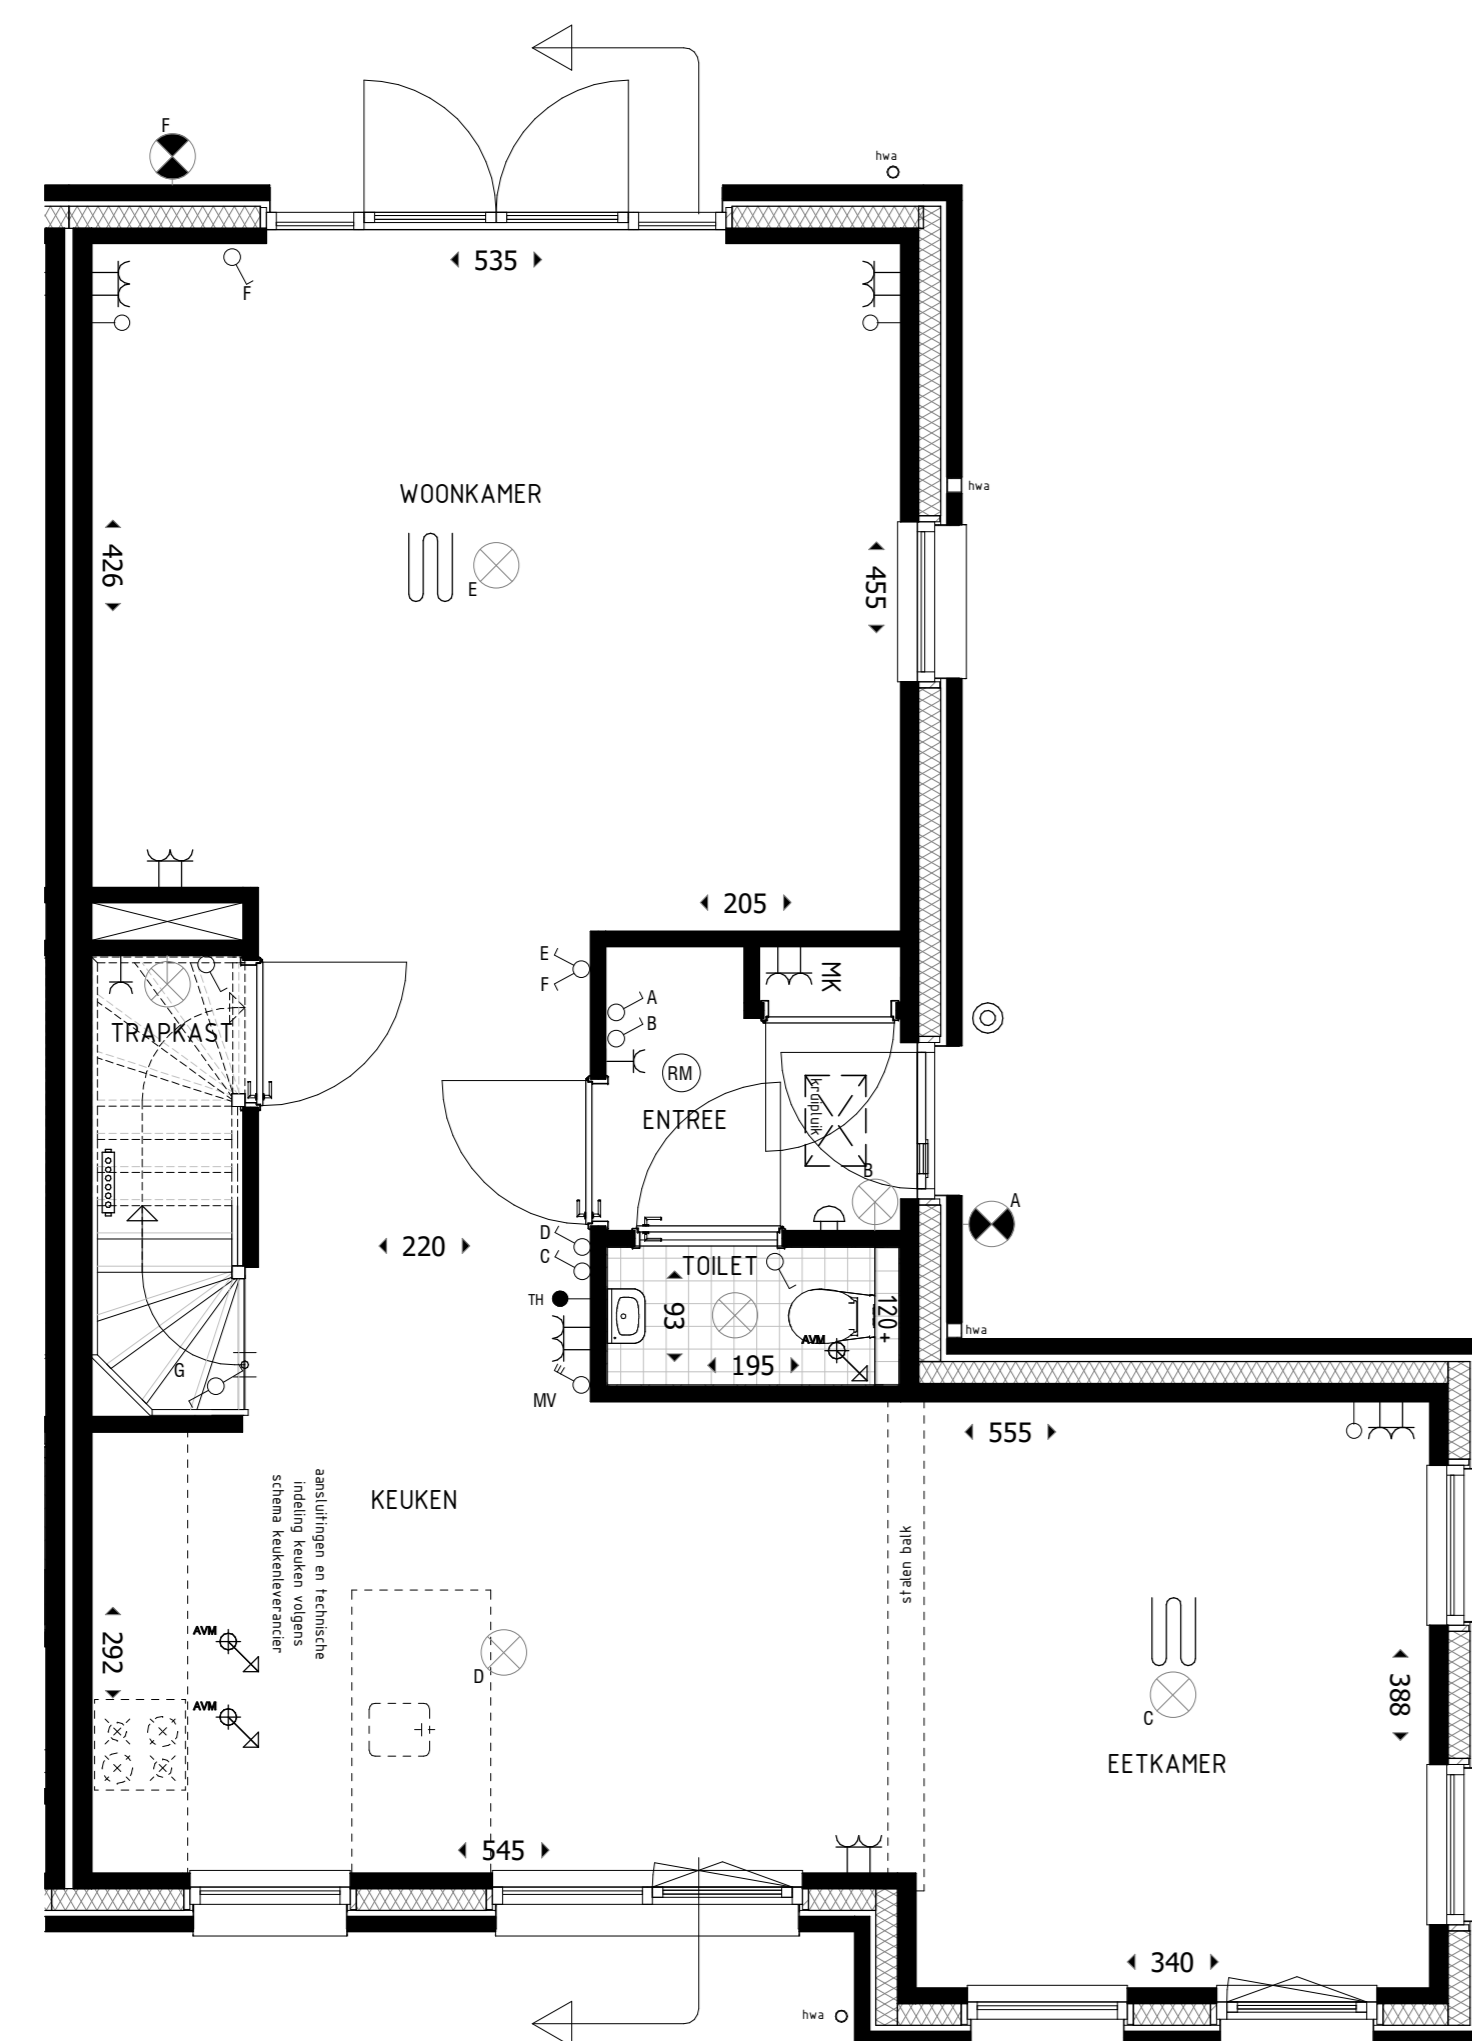 F
hwa
535
F
WOONKAMER
hwa
426
E
455
205
E
F
A
B
MK
TRAPKAST
RM
ENTREE
kruipluik
B
A
D
C
220
TOILET
TH
93
120+
AVM
195
hwa
G
MV
555
KEUKEN
aansluitingen en technische
indeling keuken volgens
schema keukenleverancier
stalen balk
292
AVM
D
AVM
388
C
EETKAMER
545
340
hwa